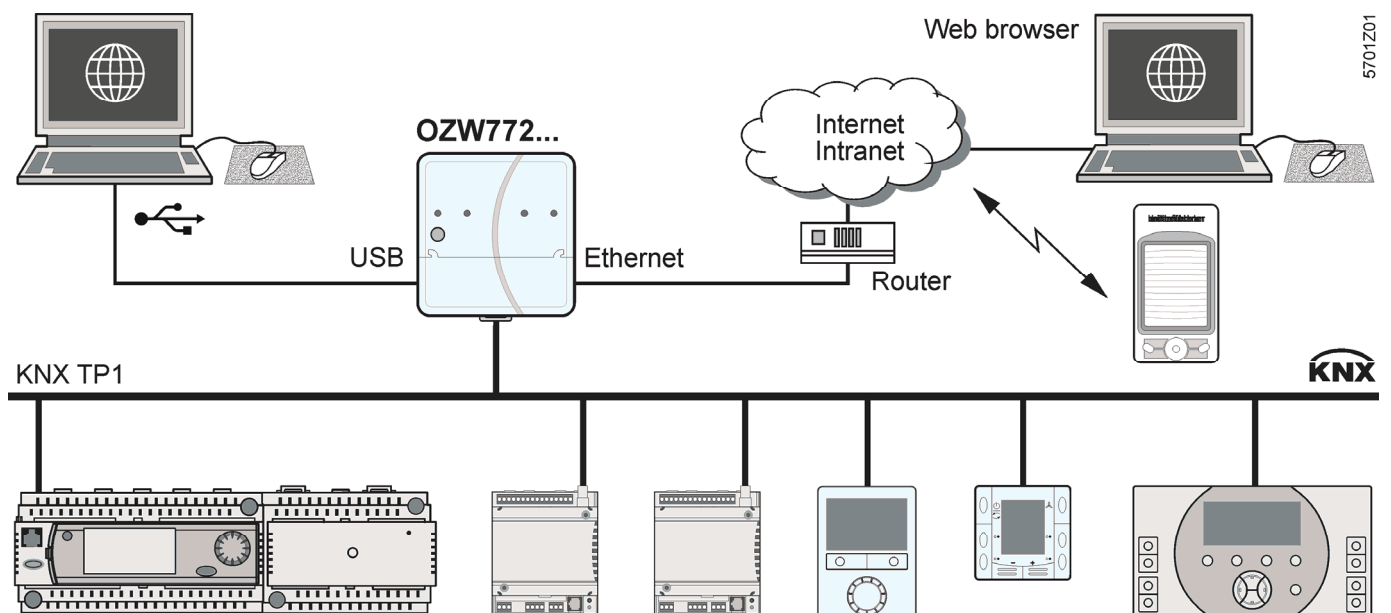 Web browser
5701Z01
OZW772...
Internet
Intranet
USB
Ethernet
Router
KNX TP1
KNX